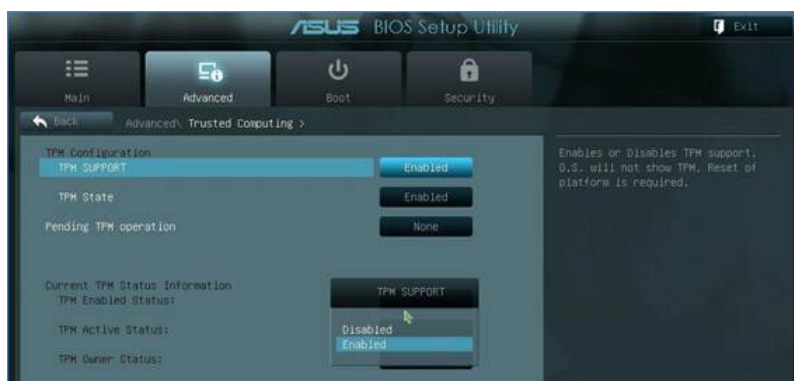 ASUS BIOS Setup Utility
Exit
Main
Advanced
Boot
Security
Back
Advanced\ Trusted Computing >
TPM Configuration
TPM SUPPORT
Enabled
TPM State
Enabled
Pending TPM operation
None
Current TPM Status Information
TPM Enabled Status:
TPM SUPPORT
TPM Active Status:
Disabled
Enabled
TPM Owner Status:
Enables or Disables TPM support.
O.S. will not show TPM. Reset of
platform is required.